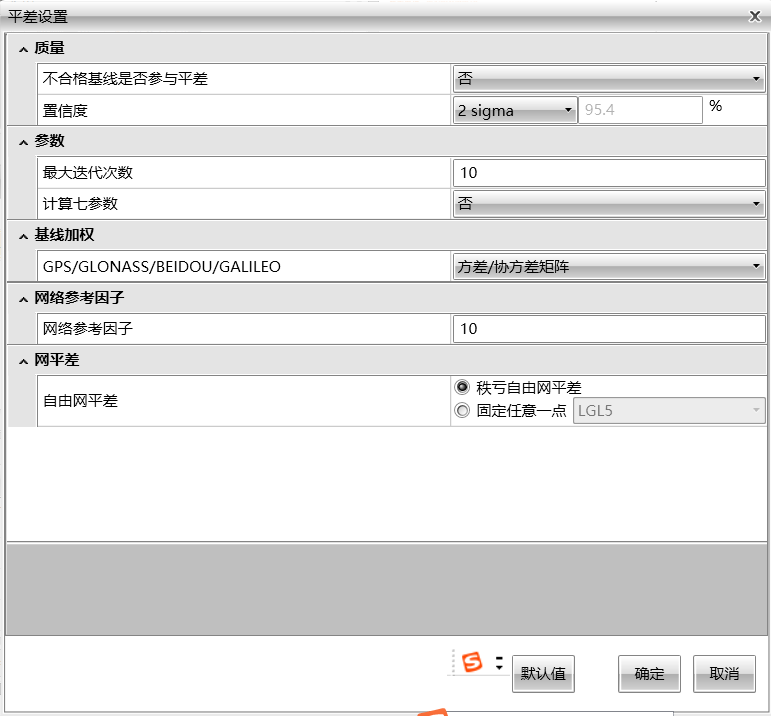 平差设置
质量
不合格基线是否参与平差 否
置信度 2 sigma 95.4 %
参数
最大迭代次数 10
计算七参数 否
基线加权
GPS/GLONASS/BEIDOU/GALILEO 方差/协方差矩阵
网络参考因子
网络参考因子 10
网平差
自由网平差
秩亏自由网平差
固定任意一点 LGL5
默认值 确定 取消